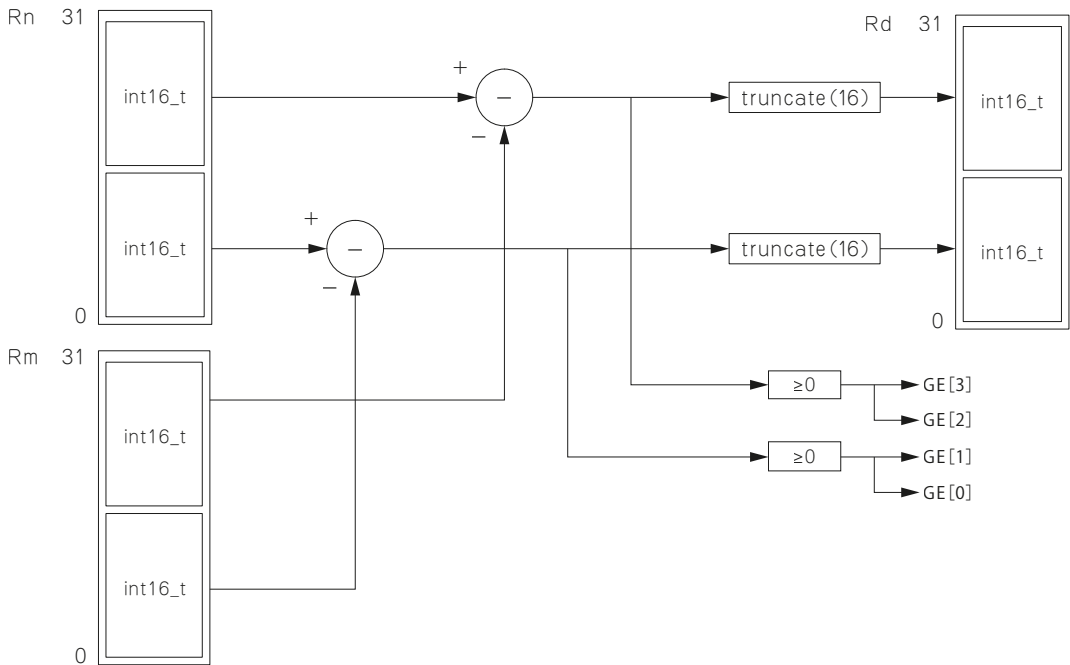 Rn 31
Rd 31
+
int16_t
−
truncate(16)
int16_t
−
+
int16_t
−
truncate(16)
int16_t
−
0
0
Rm 31
≥0
GE[3]
GE[2]
int16_t
≥0
GE[1]
GE[0]
int16_t
0